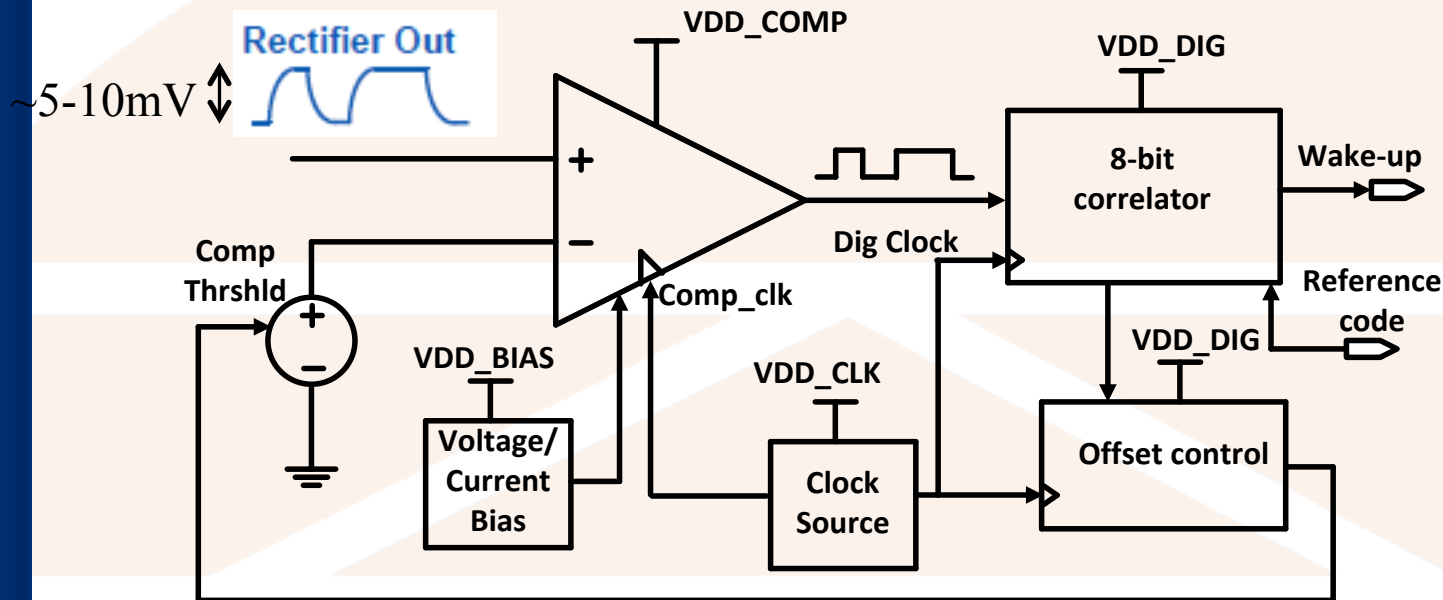 Rectifier Out
~5-10mV
VDD_COMP
VDD_DIG
+
8-bit
correlator
Wake-up
−
Dig Clock
Comp
Thrshld
Comp_clk
Reference
code
+
−
VDD_BIAS
VDD_CLK
VDD_DIG
Voltage/
Current
Bias
Clock
Source
Offset control